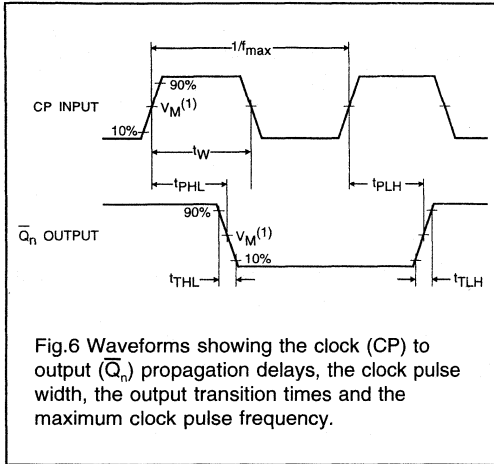 1/fmax
90%
CP INPUT
VM(1)
10%
tW
tPHL
tPLH
90%
Q̅n OUTPUT
VM(1)
10%
tTHL
tTLH
Fig.6 Waveforms showing the clock (CP) to
output (Q̅n) propagation delays, the clock pulse
width, the output transition times and the
maximum clock pulse frequency.